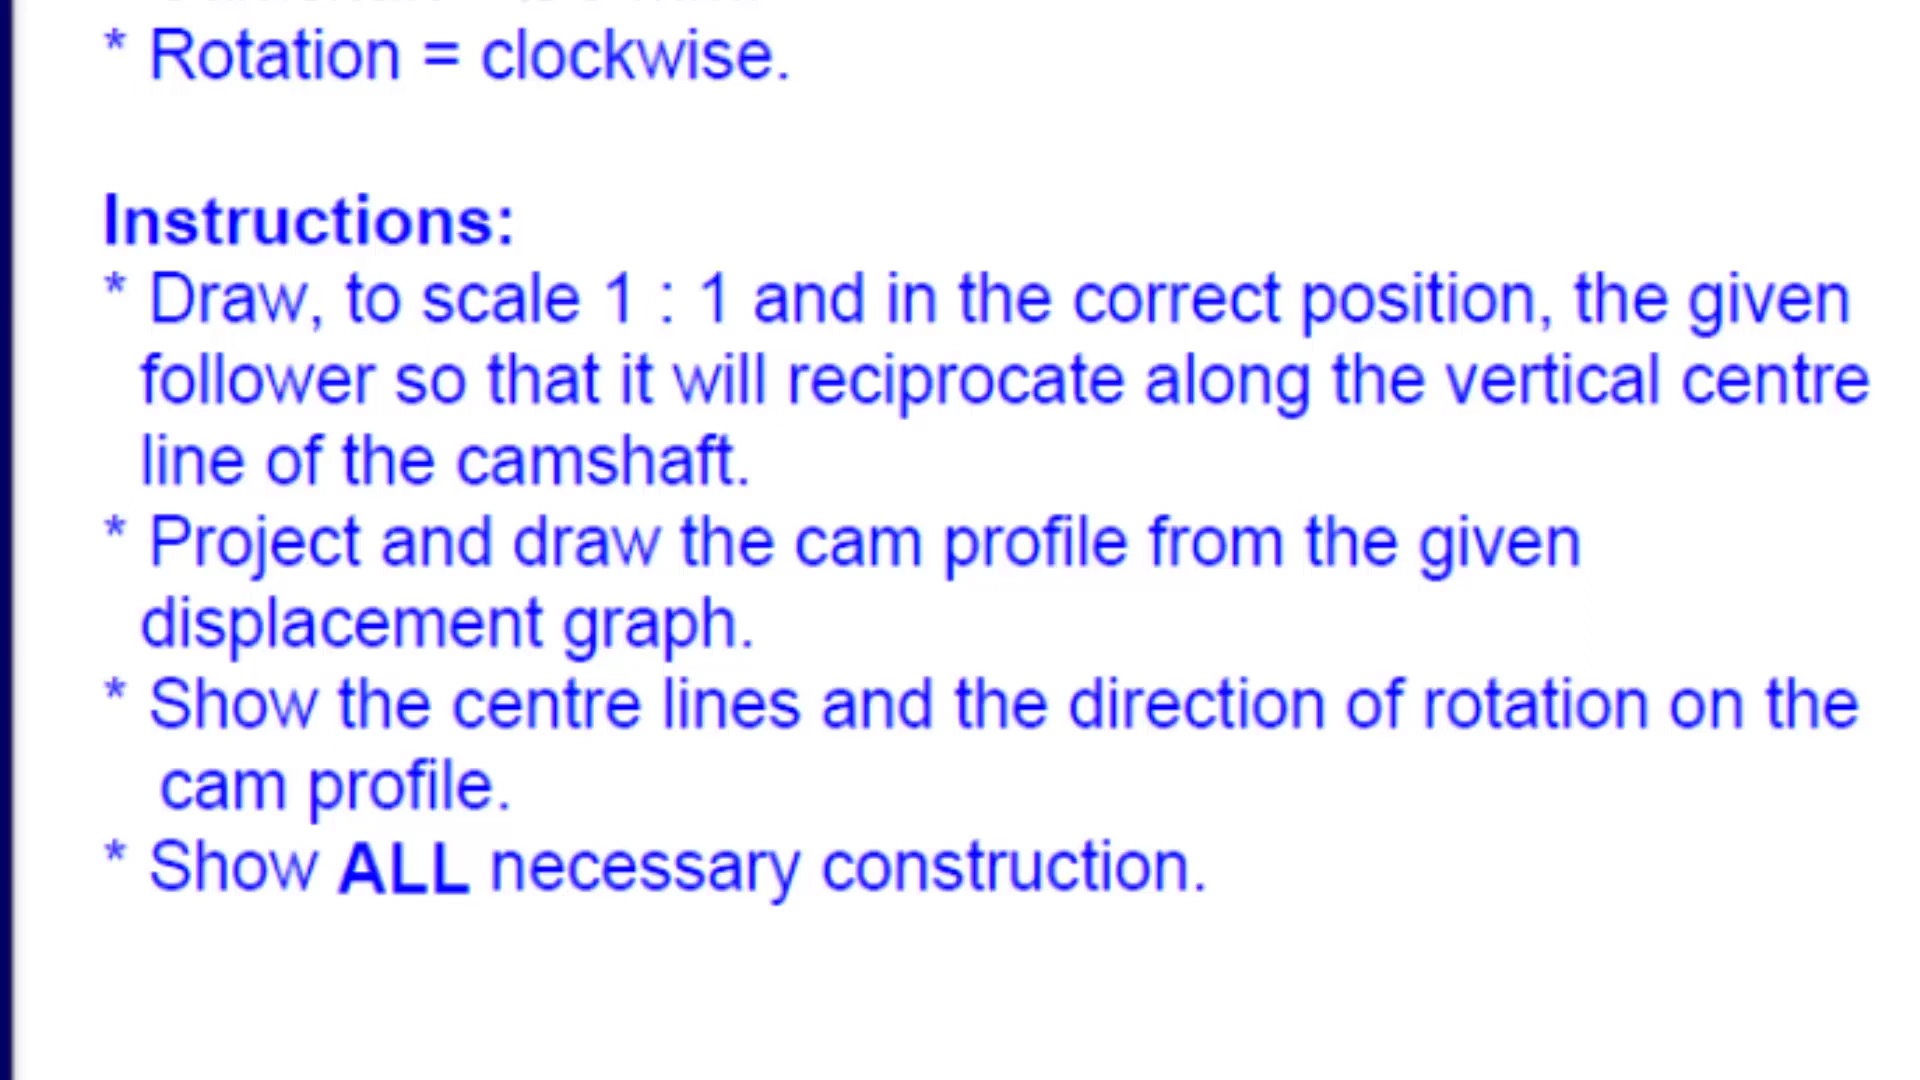 * Rotation = clockwise.
Instructions:
* Draw, to scale 1 : 1 and in the correct position, the given
follower so that it will reciprocate along the vertical centre
line of the camshaft.
* Project and draw the cam profile from the given
displacement graph.
* Show the centre lines and the direction of rotation on the
cam profile.
* Show ALL necessary construction.